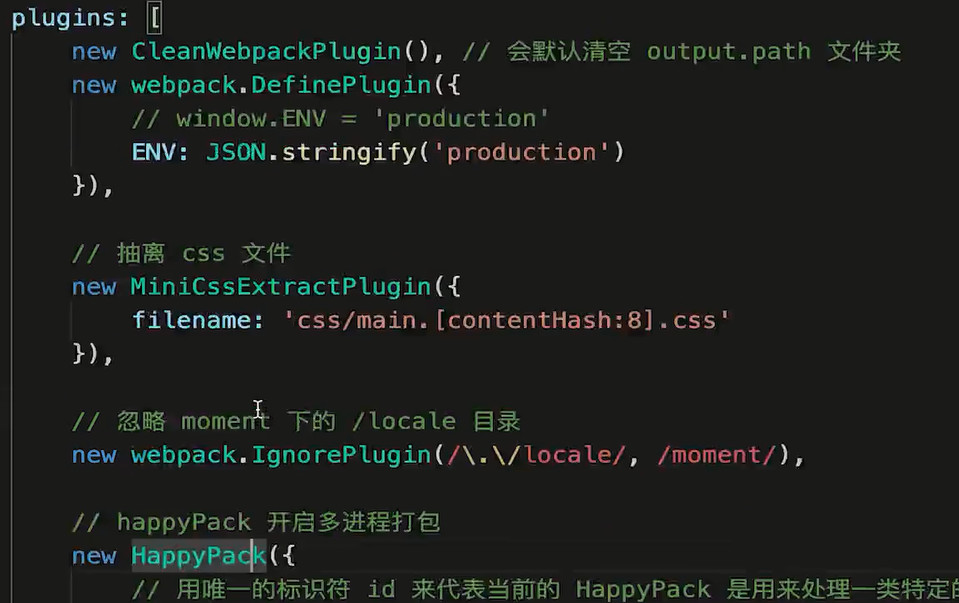 plugins: [
new CleanWebpackPlugin(), // 会默认清空 output.path 文件夹
new webpack.DefinePlugin({
// window.ENV = 'production'
ENV: JSON.stringify('production')
}),
// 抽离 css 文件
new MiniCssExtractPlugin({
filename: 'css/main.[contentHash:8].css'
}),
// 忽略 moment 下的 /locale 目录
new webpack.IgnorePlugin(/\.\/locale/, /moment/),
// happyPack 开启多进程打包
new HappyPack({
// 用唯一的标识符 id 来代表当前的 HappyPack 是用来处理一类特定的